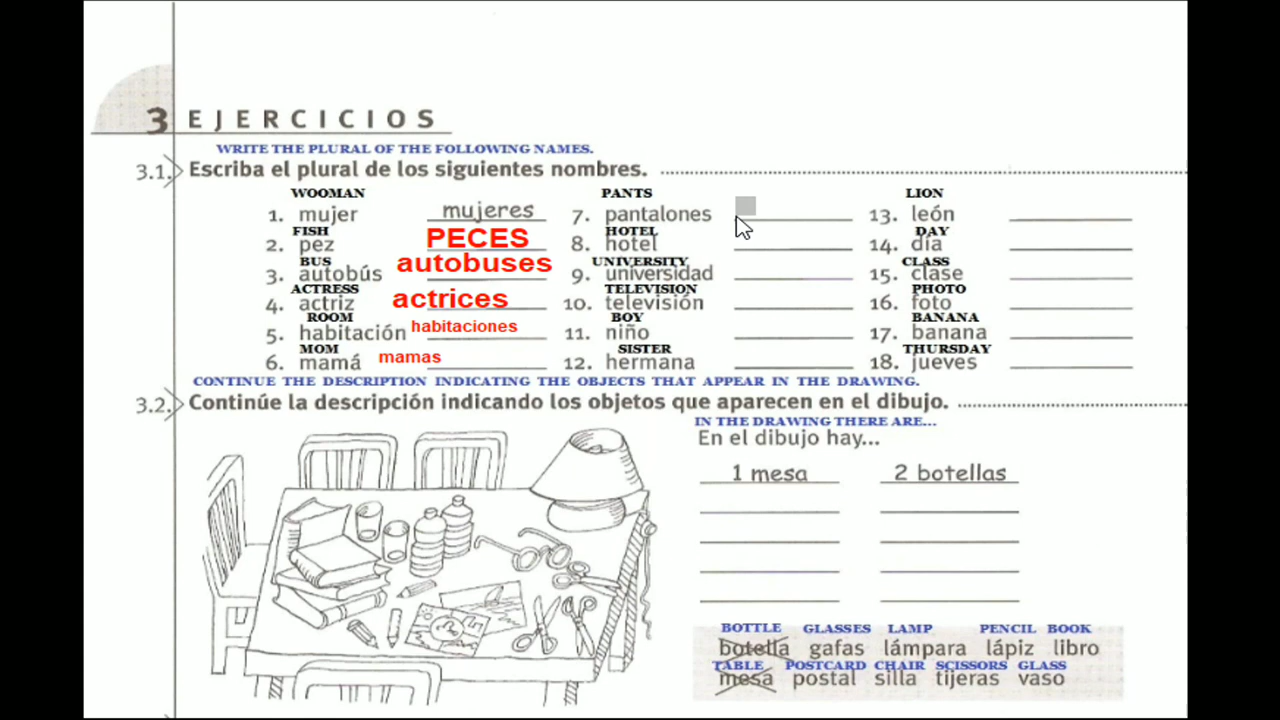 3 EJERCICIOS
WRITE THE PLURAL OF THE FOLLOWING NAMES.
3.1. Escriba el plural de los siguientes nombres.
WOOMAN
1. mujer mujeres
FISH
2. pez PECES
BUS
3. autobús autobuses
ACTRESS
4. actriz actrices
ROOM
5. habitación habitaciones
MOM
6. mamá mamas
PANTS
7. pantalones
HOTEL
8. hotel
UNIVERSITY
9. universidad
TELEVISION
10. televisión
BOY
11. niño
SISTER
12. hermana
LION
13. león
DAY
14. día
CLASS
15. clase
PHOTO
16. foto
BANANA
17. banana
THURSDAY
18. jueves
CONTINUE THE DESCRIPTION INDICATING THE OBJECTS THAT APPEAR IN THE DRAWING.
3.2. Continúe la descripción indicando los objetos que aparecen en el dibujo.
IN THE DRAWING THERE ARE...
En el dibujo hay...
1 mesa 2 botellas
BOTTLE GLASSES LAMP PENCIL BOOK
botella gafas lámpara lápiz libro
TABLE POSTCARD CHAIR SCISSORS GLASS
mesa postal silla tijeras vaso